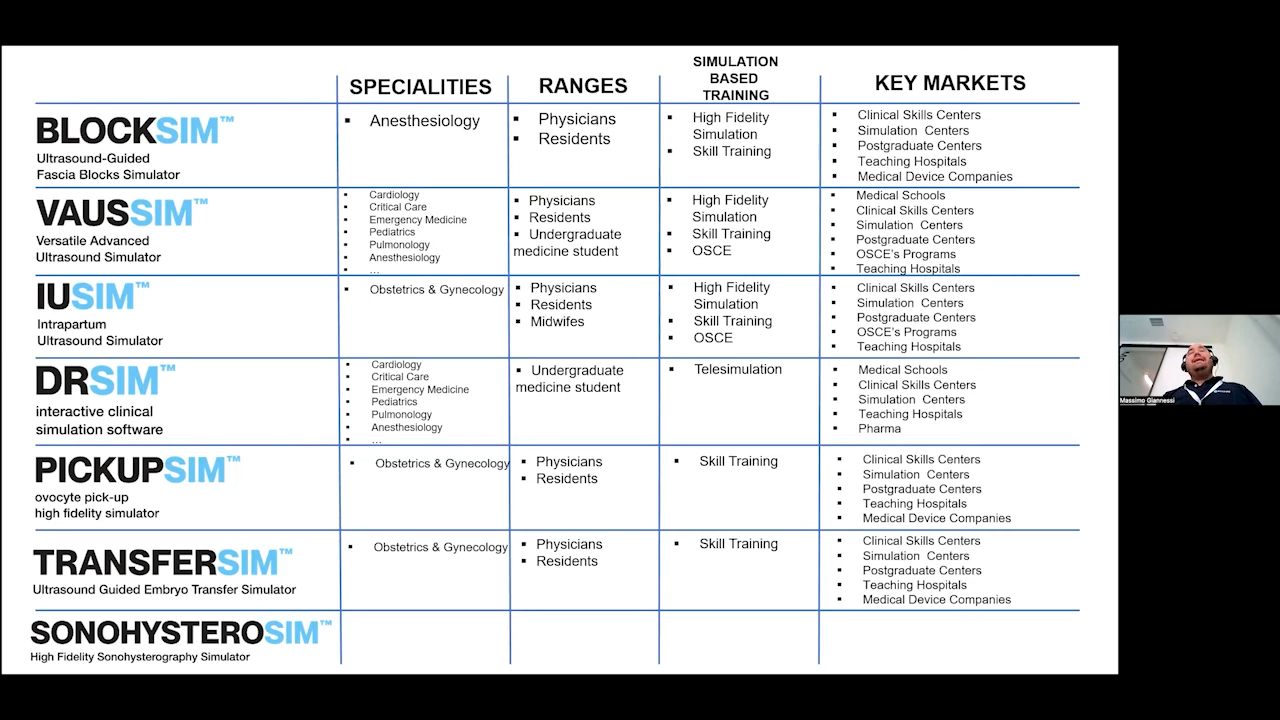 SPECIALITIES
RANGES
SIMULATION
BASED
TRAINING
KEY MARKETS
BLOCKSIM™
Ultrasound-Guided
Fascia Blocks Simulator
▪ Anesthesiology
▪ Physicians
▪ Residents
▪ High Fidelity
Simulation
▪ Skill Training
▪ Clinical Skills Centers
▪ Simulation Centers
▪ Postgraduate Centers
▪ Teaching Hospitals
▪ Medical Device Companies
VAUSSIM™
Versatile Advanced
Ultrasound Simulator
▪ Cardiology
▪ Critical Care
▪ Emergency Medicine
▪ Pediatrics
▪ Pulmonology
▪ Anesthesiology
▪ ...
▪ Physicians
▪ Residents
▪ Undergraduate
medicine student
▪ High Fidelity
Simulation
▪ Skill Training
▪ OSCE
▪ Medical Schools
▪ Clinical Skills Centers
▪ Simulation Centers
▪ Postgraduate Centers
▪ OSCE's Programs
▪ Teaching Hospitals
IUSIM™
Intrapartum
Ultrasound Simulator
▪ Obstetrics & Gynecology
▪ Physicians
▪ Residents
▪ Midwifes
▪ High Fidelity
Simulation
▪ Skill Training
▪ OSCE
▪ Clinical Skills Centers
▪ Simulation Centers
▪ Postgraduate Centers
▪ OSCE's Programs
▪ Teaching Hospitals
DRSIM™
interactive clinical
simulation software
▪ Cardiology
▪ Critical Care
▪ Emergency Medicine
▪ Pediatrics
▪ Pulmonology
▪ Anesthesiology
▪ ...
▪ Undergraduate
medicine student
▪ Telesimulation
▪ Medical Schools
▪ Clinical Skills Centers
▪ Simulation Centers
▪ Teaching Hospitals
▪ Pharma
PICKUPSIM™
ovocyte pick-up
high fidelity simulator
▪ Obstetrics & Gynecology
▪ Physicians
▪ Residents
▪ Skill Training
▪ Clinical Skills Centers
▪ Simulation Centers
▪ Postgraduate Centers
▪ Teaching Hospitals
▪ Medical Device Companies
TRANSFERSIM™
Ultrasound Guided Embryo Transfer Simulator
▪ Obstetrics & Gynecology
▪ Physicians
▪ Residents
▪ Skill Training
▪ Clinical Skills Centers
▪ Simulation Centers
▪ Postgraduate Centers
▪ Teaching Hospitals
▪ Medical Device Companies
SONOHYSTEROSIM™
High Fidelity Sonohysterography Simulator
Massimo Giannessi